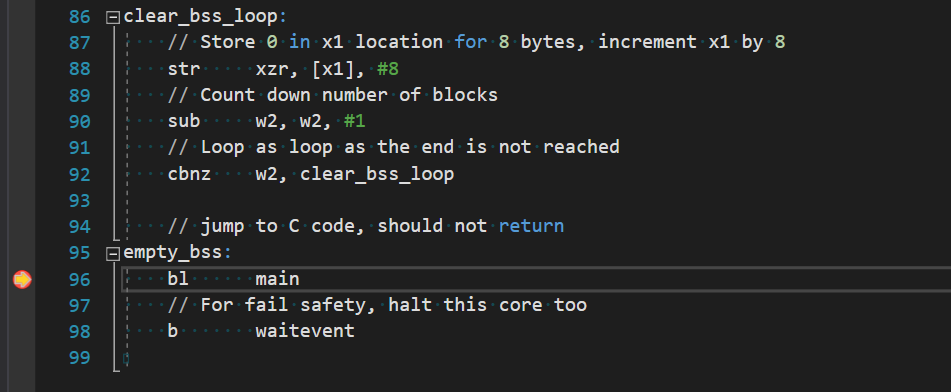 86 clear_bss_loop:
87 // Store 0 in x1 location for 8 bytes, increment x1 by 8
88 str xzr, [x1], #8
89 // Count down number of blocks
90 sub w2, w2, #1
91 // Loop as loop as the end is not reached
92 cbnz w2, clear_bss_loop
93
94 // jump to C code, should not return
95 empty_bss:
96 bl main
97 // For fail safety, halt this core too
98 b waitevent
99